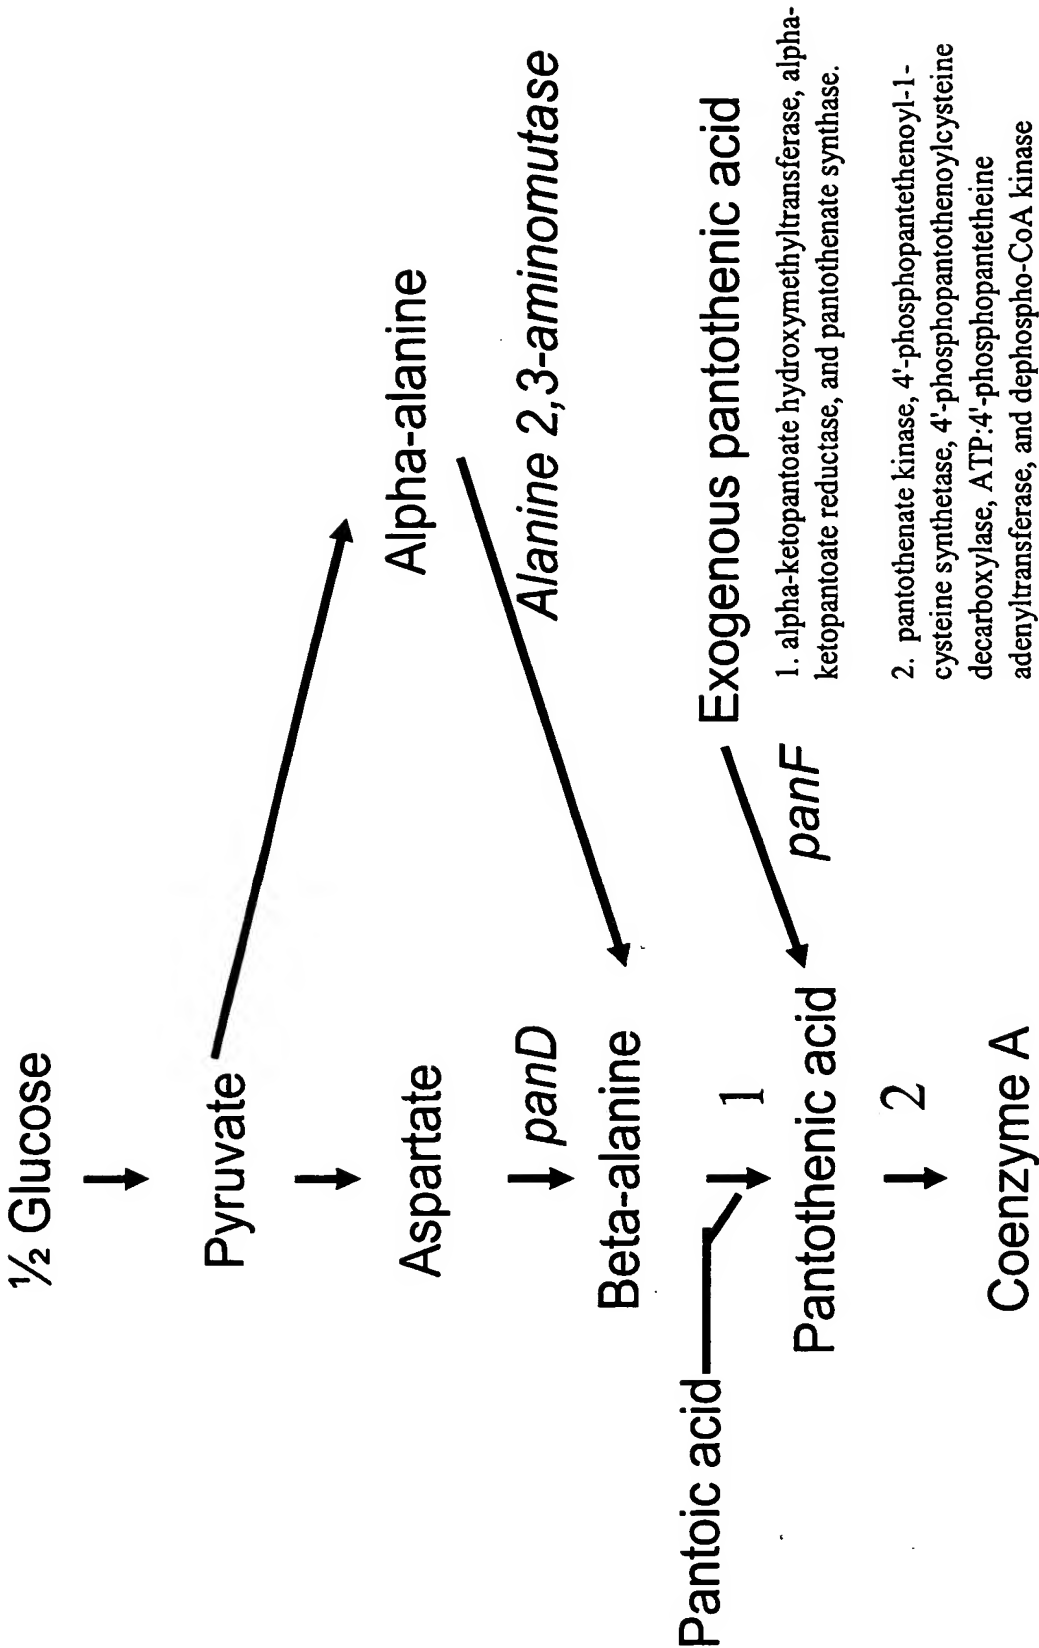 ½ Glucose
Pyruvate
Alpha-alanine
Aspartate
Alanine 2,3-aminomutase
panD
Beta-alanine
Pantoic acid
1
Exogenous pantothenic acid
panF
Pantothenic acid
2
Coenzyme A
1. alpha-ketopantoate hydroxymethyltransferase, alpha-
ketopantoate reductase, and pantothenate synthase.
2. pantothenate kinase, 4'-phosphopantethenoyl-1-
cysteine synthetase, 4'-phosphopantothenoylcysteine
decarboxylase, ATP:4'-phosphopantetheine
adenyltransferase, and dephospho-CoA kinase